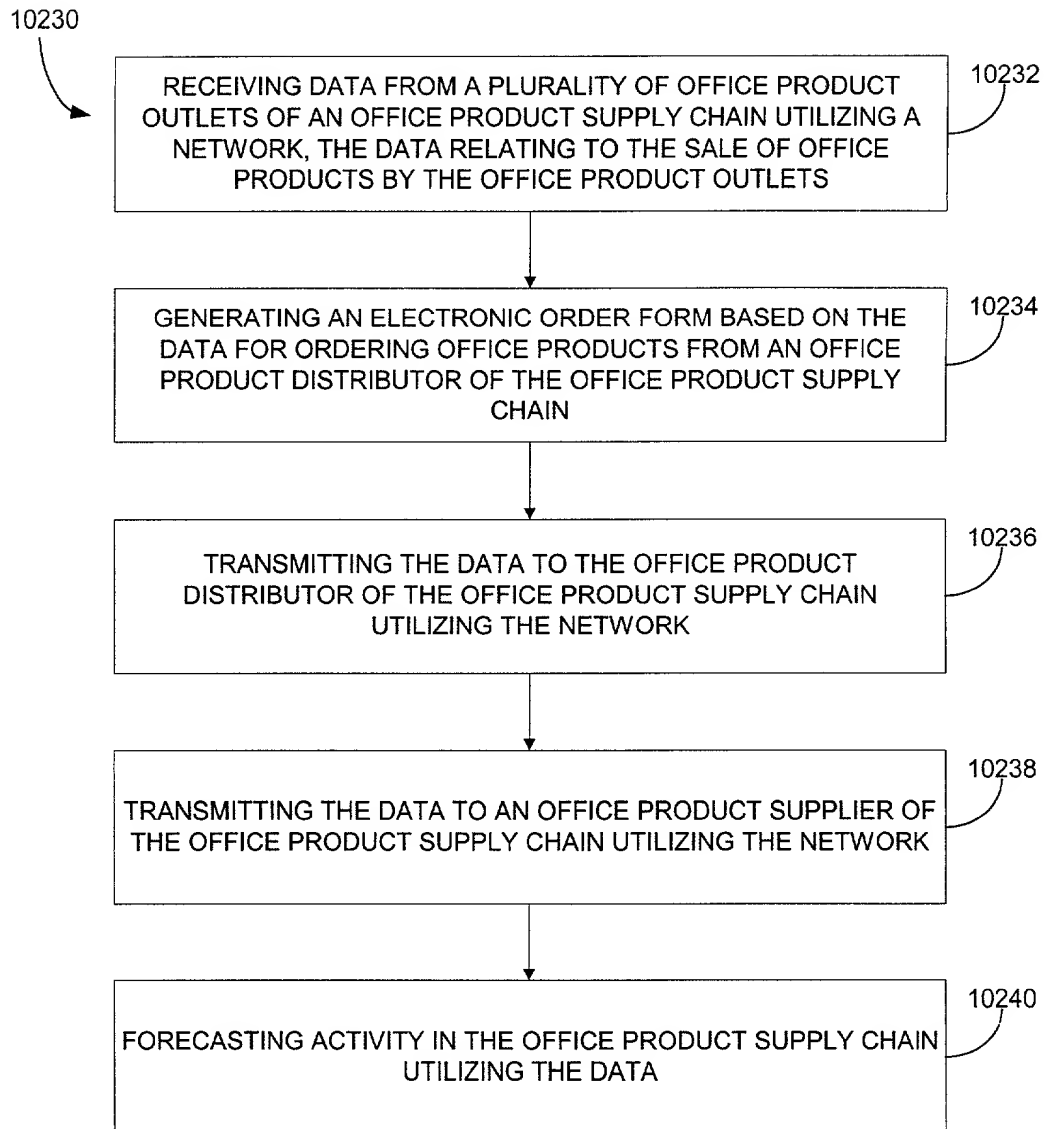 10230
RECEIVING DATA FROM A PLURALITY OF OFFICE PRODUCT
OUTLETS OF AN OFFICE PRODUCT SUPPLY CHAIN UTILIZING A
NETWORK, THE DATA RELATING TO THE SALE OF OFFICE
PRODUCTS BY THE OFFICE PRODUCT OUTLETS
10232
GENERATING AN ELECTRONIC ORDER FORM BASED ON THE
DATA FOR ORDERING OFFICE PRODUCTS FROM AN OFFICE
PRODUCT DISTRIBUTOR OF THE OFFICE PRODUCT SUPPLY
CHAIN
10234
TRANSMITTING THE DATA TO THE OFFICE PRODUCT
DISTRIBUTOR OF THE OFFICE PRODUCT SUPPLY CHAIN
UTILIZING THE NETWORK
10236
TRANSMITTING THE DATA TO AN OFFICE PRODUCT SUPPLIER OF
THE OFFICE PRODUCT SUPPLY CHAIN UTILIZING THE NETWORK
10238
FORECASTING ACTIVITY IN THE OFFICE PRODUCT SUPPLY CHAIN
UTILIZING THE DATA
10240